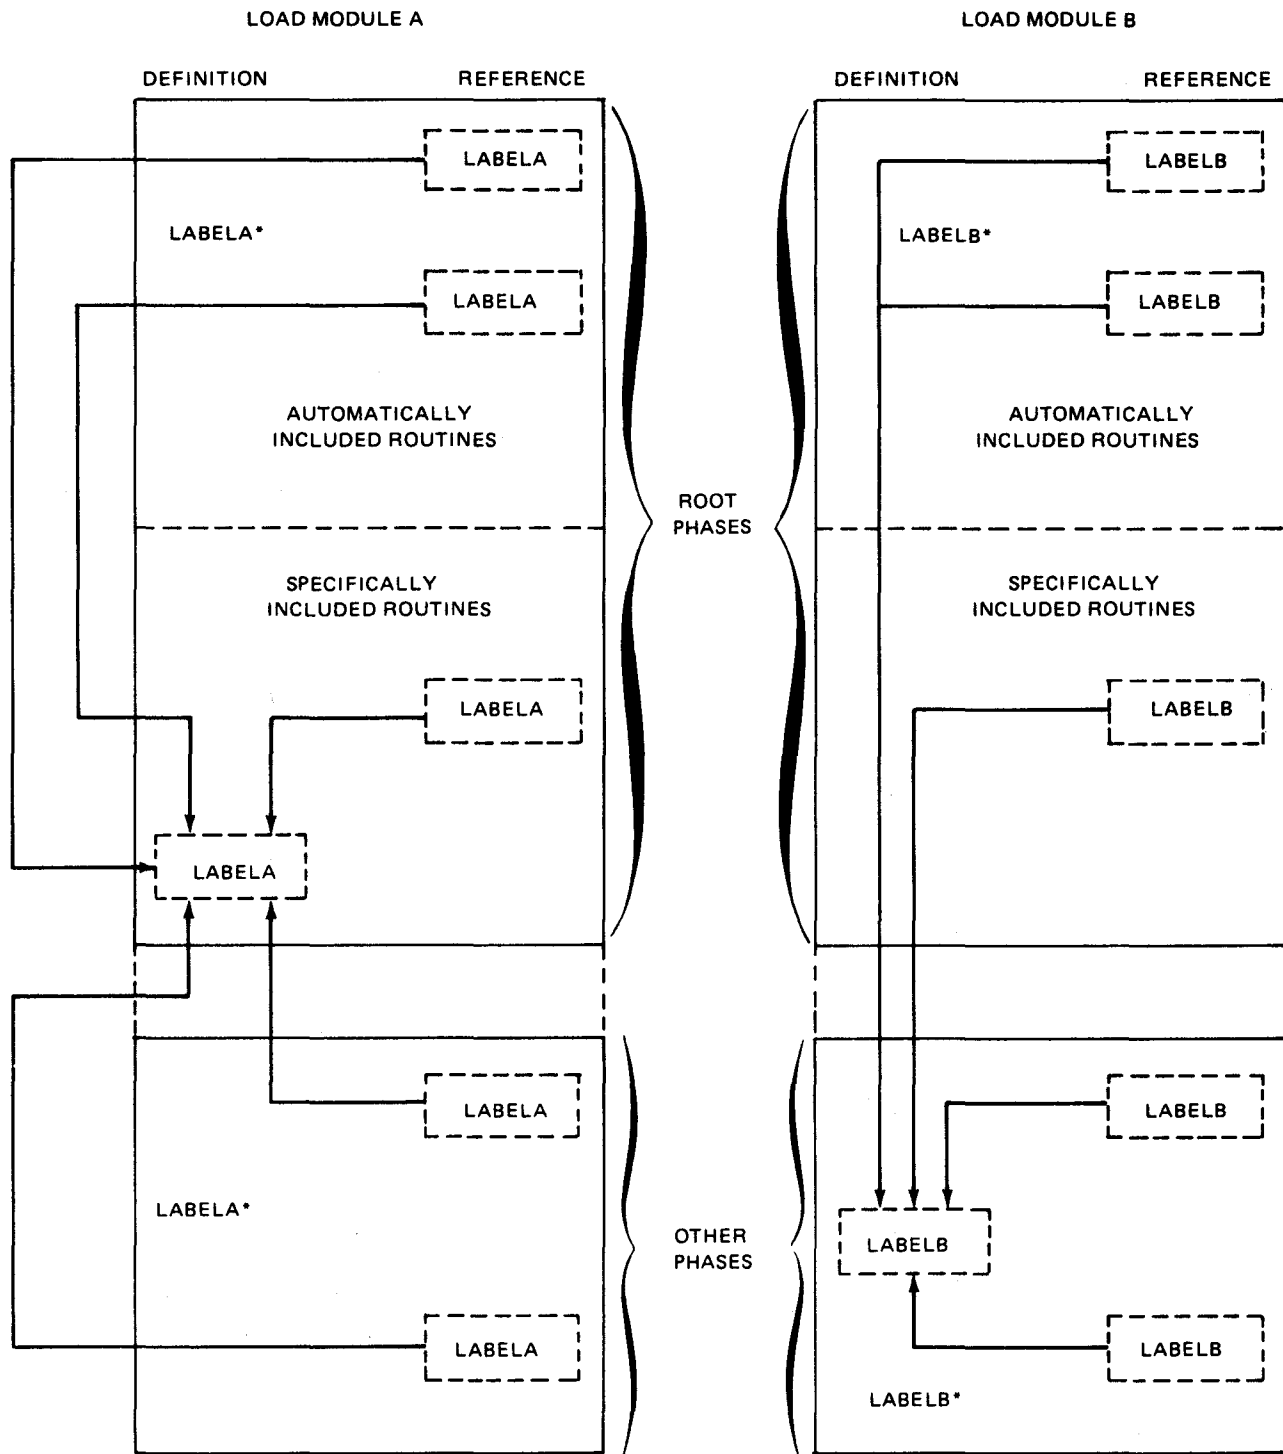 LOAD MODULE A
LOAD MODULE B
DEFINITION REFERENCE
DEFINITION REFERENCE
LABELA
LABELB
LABELA*
LABELB*
LABELA
LABELB
AUTOMATICALLY
INCLUDED ROUTINES
AUTOMATICALLY
INCLUDED ROUTINES
ROOT
PHASES
SPECIFICALLY
INCLUDED ROUTINES
SPECIFICALLY
INCLUDED ROUTINES
LABELA
LABELB
LABELA
LABELA
LABELB
LABELA*
OTHER
PHASES
LABELB
LABELA
LABELB
LABELB*